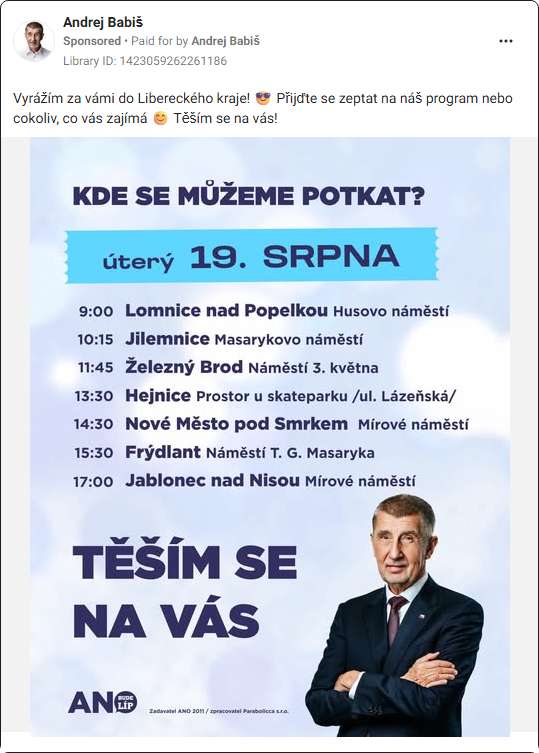 Andrej Babiš
Sponsored • Paid for by Andrej Babiš
Library ID: 1423059262261186
Vyrážím za vámi do Libereckého kraje! 😎 Přijďte se zeptat na náš program nebo
cokoliv, co vás zajímá 😊 Těším se na vás!
KDE SE MŮŽEME POTKAT?
úterý 19. SRPNA
9:00 Lomnice nad Popelkou Husovo náměstí
10:15 Jilemnice Masarykovo náměstí
11:45 Železný Brod Náměstí 3. května
13:30 Hejnice Prostor u skateparku /ul. Lázeňská/
14:30 Nové Město pod Smrkem Mírové náměstí
15:30 Frýdlant Náměstí T. G. Masaryka
17:00 Jablonec nad Nisou Mírové náměstí
TĚŠÍM SE
NA VÁS
ANO BUDE LÍP
Zadavatel ANO 2011 / zpracovatel Parabolicca s.r.o.